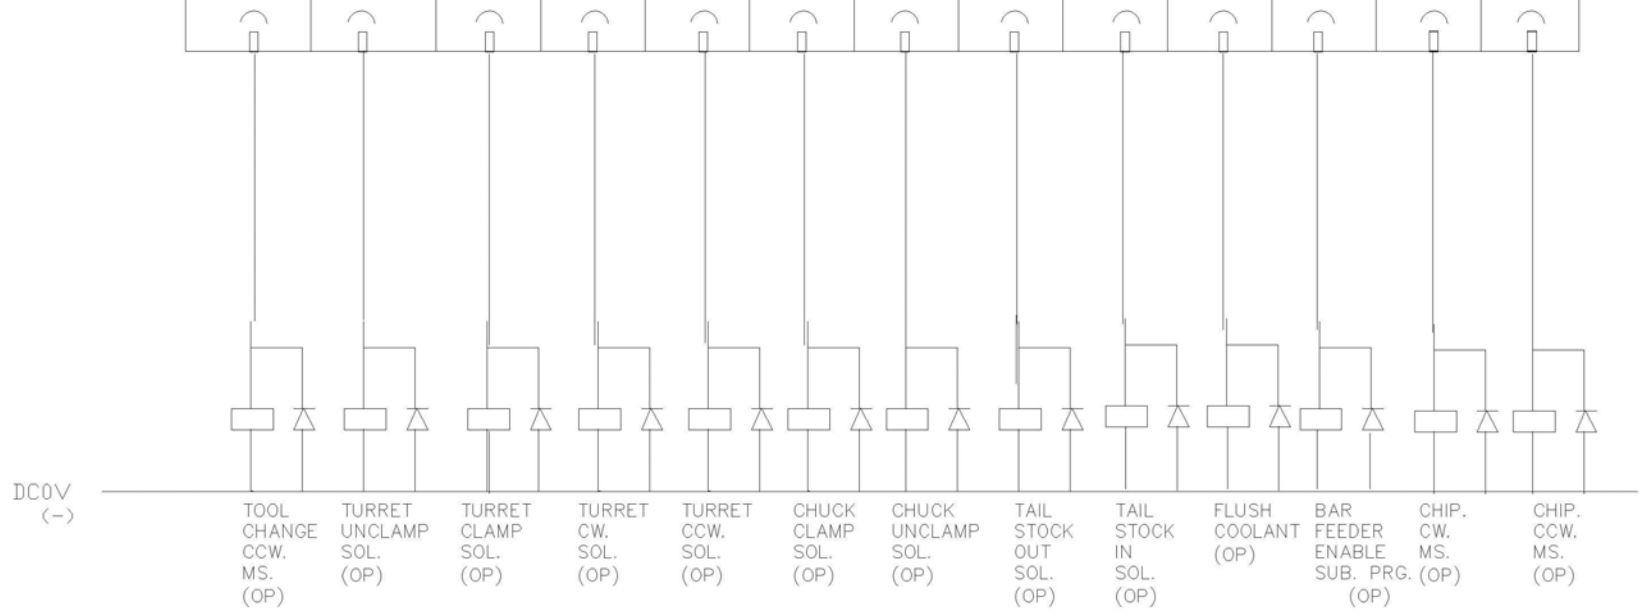 DC0V
(-)
TOOL
CHANGE
CCW.
MS.
(OP)
TURRET
UNCLAMP
SOL.
(OP)
TURRET
CLAMP
SOL.
(OP)
TURRET
CW.
SOL.
(OP)
TURRET
CCW.
SOL.
(OP)
CHUCK
CLAMP
SOL.
(OP)
CHUCK
UNCLAMP
SOL.
(OP)
TAIL
STOCK
OUT
SOL.
(OP)
TAIL
STOCK
IN
SOL.
(OP)
FLUSH
COOLANT
(OP)
BAR
FEEDER
ENABLE
SUB. PRG.
(OP)
CHIP.
CW.
MS.
(OP)
CHIP.
CCW.
MS.
(OP)